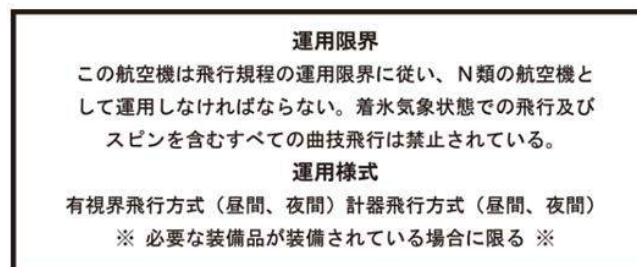 運用限界
この航空機は飛行規程の運用限界に従い、N類の航空機と
して運用しなければならない。着氷気象状態での飛行及び
スピンを含むすべての曲技飛行は禁止されている。
運用様式
有視界飛行方式（昼間、夜間）計器飛行方式（昼間、夜間）
※ 必要な装備品が装備されている場合に限る ※